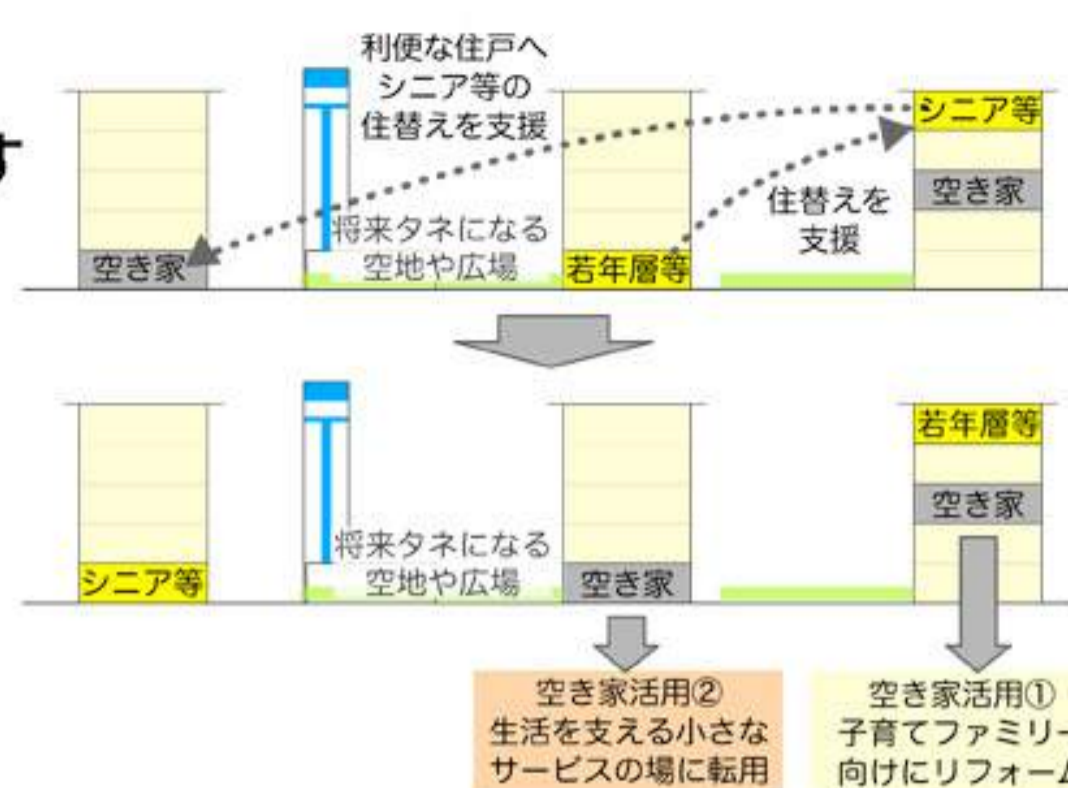 す
利便な住戸へ
シニア等の
住替えを支援
シニア等
空き家
住替えを
支援
将来タネになる
空地や広場
空き家
若年層等
若年層等
空き家
将来タネになる
空地や広場
シニア等
空き家
空き家活用②
生活を支える小さな
サービスの場に転用
空き家活用①
子育てファミリー
向けにリフォーム